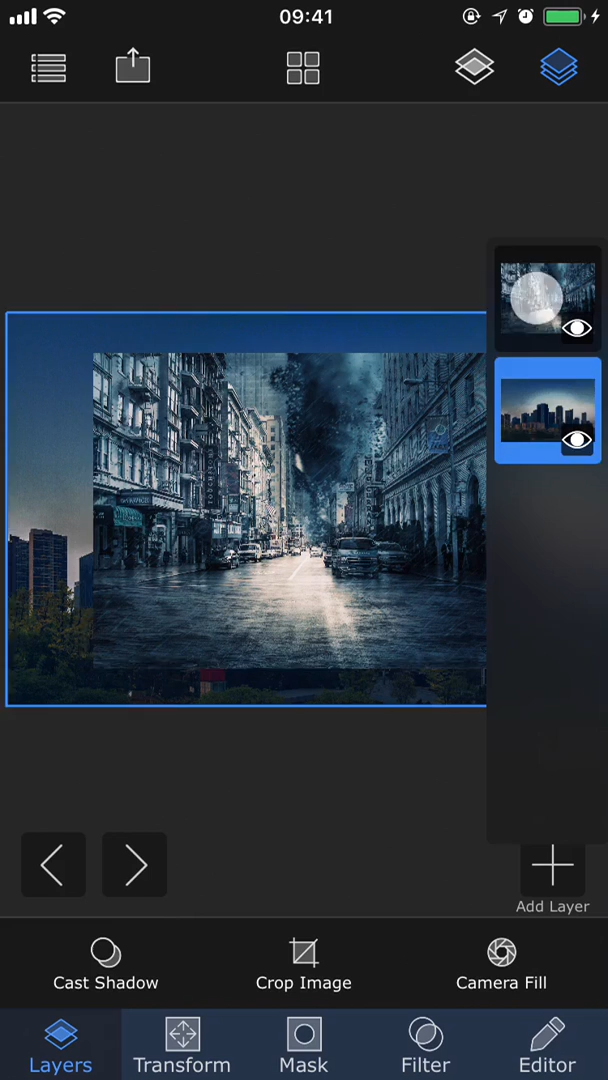 09:41
Add Layer
Cast Shadow
Crop Image
Camera Fill
Layers
Transform
Mask
Filter
Editor